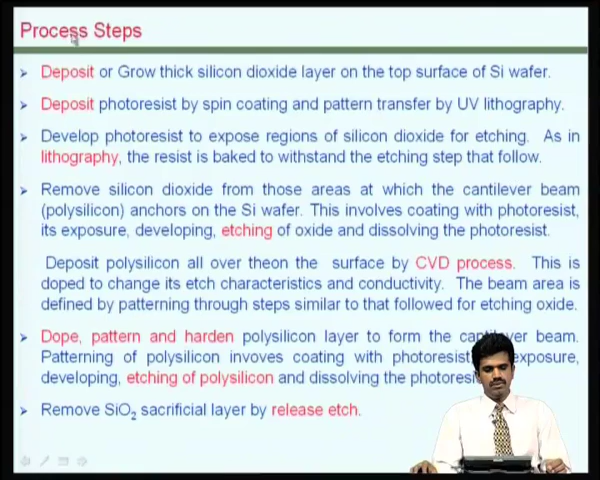 Process Steps
Deposit or Grow thick silicon dioxide layer on the top surface of Si wafer.
Deposit photoresist by spin coating and pattern transfer by UV lithography.
Develop photoresist to expose regions of silicon dioxide for etching. As in
lithography, the resist is baked to withstand the etching step that follow.
Remove silicon dioxide from those areas at which the cantilever beam
(polysilicon) anchors on the Si wafer. This involves coating with photoresist,
its exposure, developing, etching of oxide and dissolving the photoresist.
Deposit polysilicon all over theon the surface by CVD process. This is
doped to change its etch characteristics and conductivity. The beam area is
defined by patterning through steps similar to that followed for etching oxide.
Dope, pattern and harden polysilicon layer to form the cantilever beam.
Patterning of polysilicon invoves coating with photoresist exposure,
developing, etching of polysilicon and dissolving the
Remove SiO2 sacrificial layer by release etch.